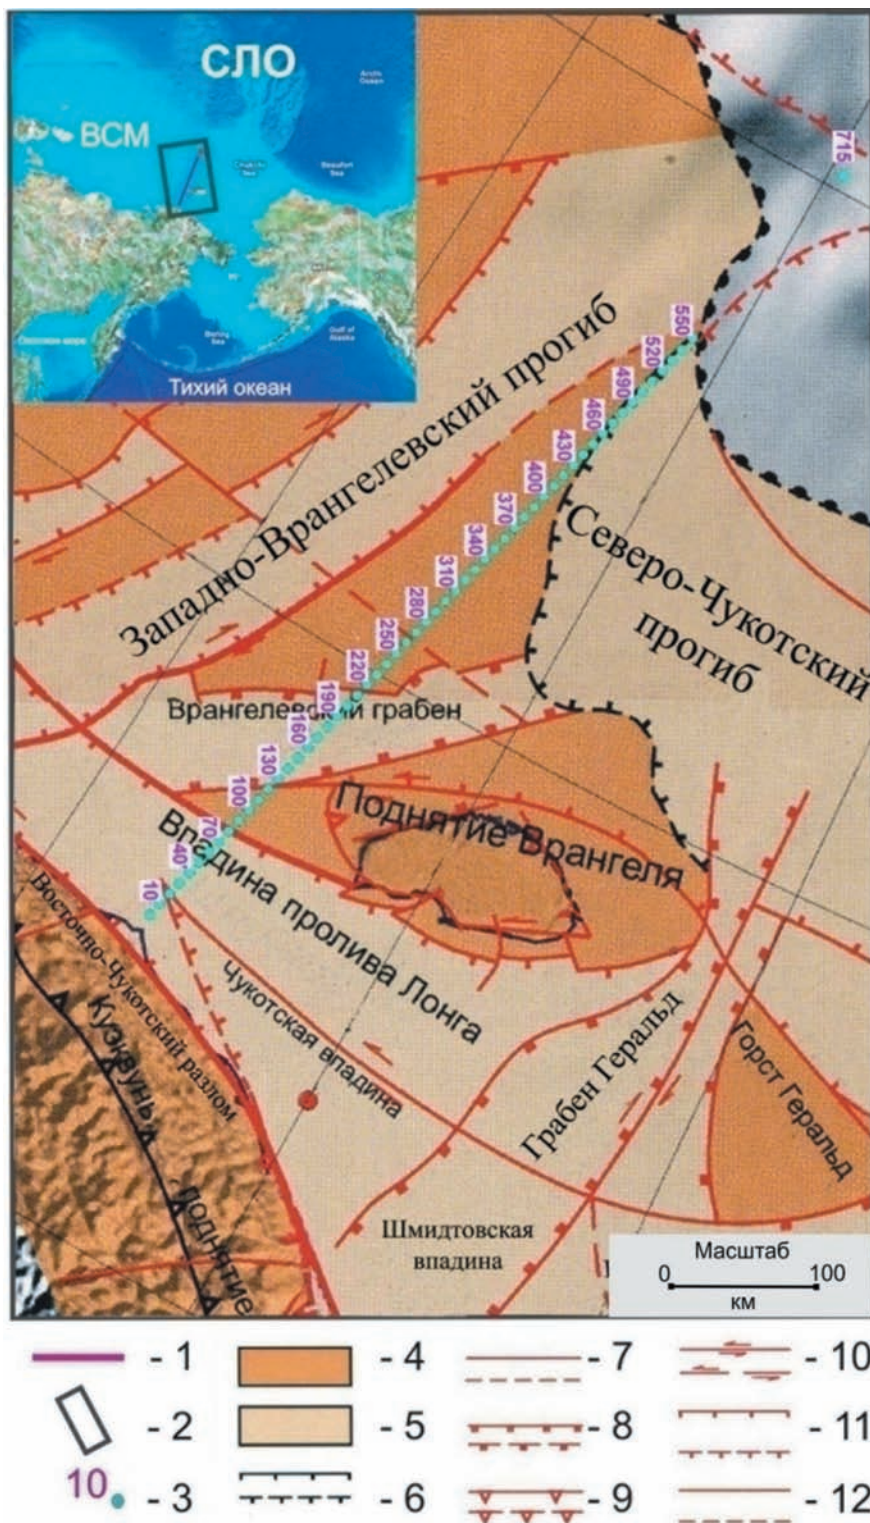 СЛО
Arctic
Ocean
ВСМ
Chukchi
Sea
Beaufort
Sea
Bering
Sea
Gulf of
Alaska
Тихий океан
715
550
520
490
460
430
400
370
340
310
280
250
220
190
160
130
100
70
40
10
Западно-Врангелевский прогиб
Северо-Чукотский
прогиб
Врангелевский грабен
Поднятие Врангеля
Впадина пролива Лонга
Восточно-Чукотский разлом
Чукотская впадина
Куэквунь
Поднятие
Грабен Геральд
Горст Геральд
Шмидтовская
впадина
Масштаб
0 100
км
- 1
- 2
10 - 3
- 4
- 5
- 6
- 7
- 8
- 9
- 10
- 11
- 12